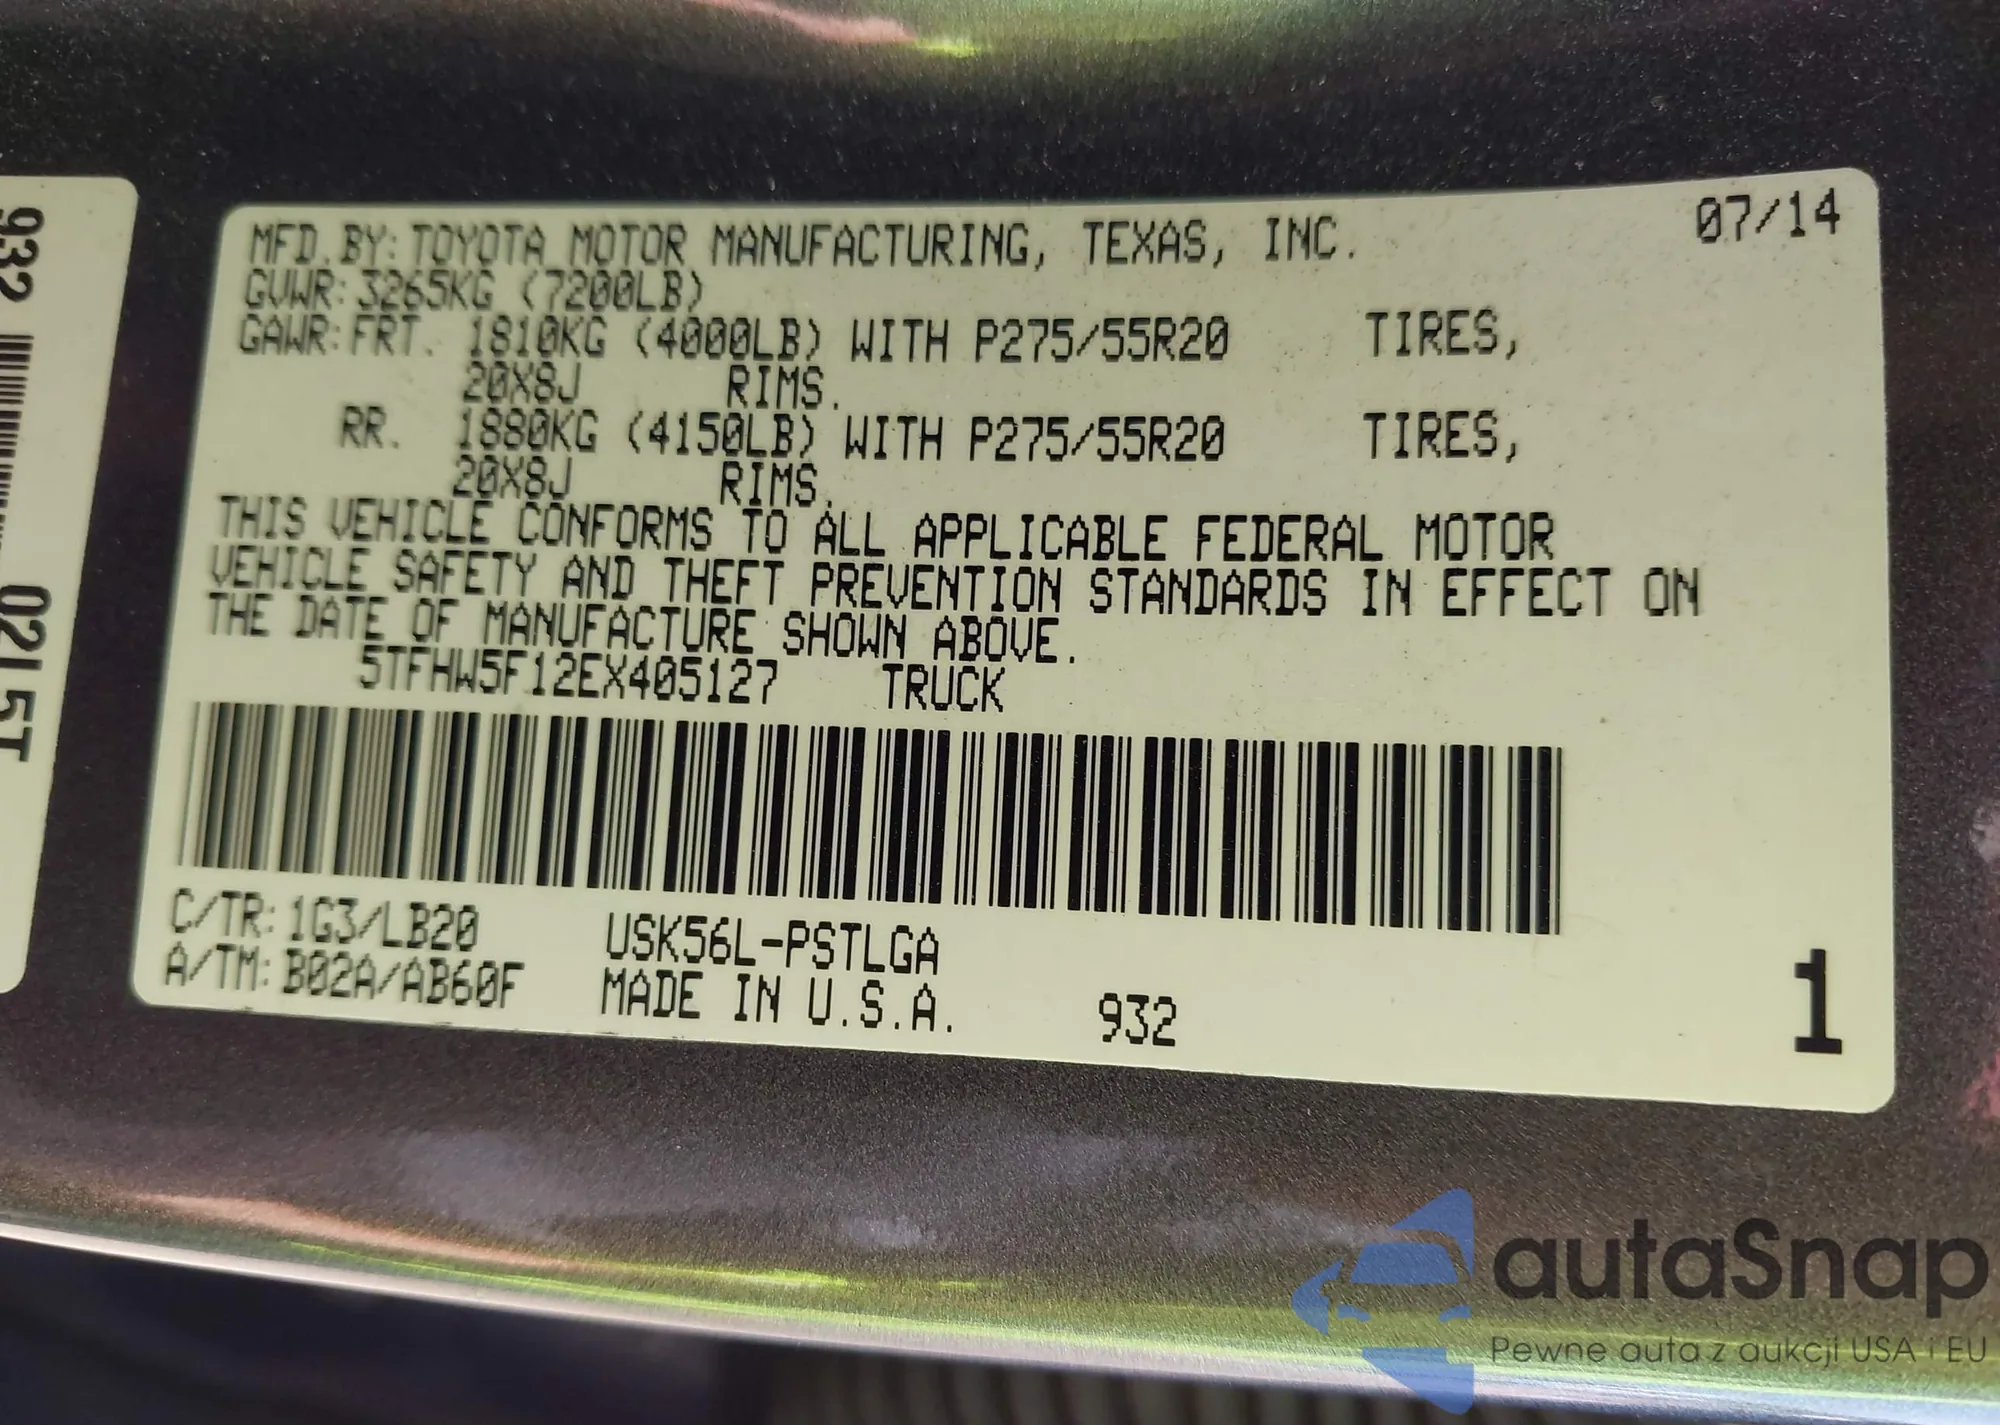 MFD.BY: TOYOTA MOTOR MANUFACTURING, TEXAS, INC. 07/14
GVWR: 3265KG (7200LB)
GAWR: FRT. 1810KG (4000LB) WITH P275/55R20 TIRES,
20X8J RIMS.
RR. 1880KG (4150LB) WITH P275/55R20 TIRES,
20X8J RIMS.
THIS VEHICLE CONFORMS TO ALL APPLICABLE FEDERAL MOTOR
VEHICLE SAFETY AND THEFT PREVENTION STANDARDS IN EFFECT ON
THE DATE OF MANUFACTURE SHOWN ABOVE.
5TFHW5F12EX405127 TRUCK
C/TR: 1G3/LB20 USK56L-PSTLGA
A/TM: B02A/AB60F MADE IN U.S.A. 932 1
932
autaSnap
Pewne auta z aukcji USA i EU